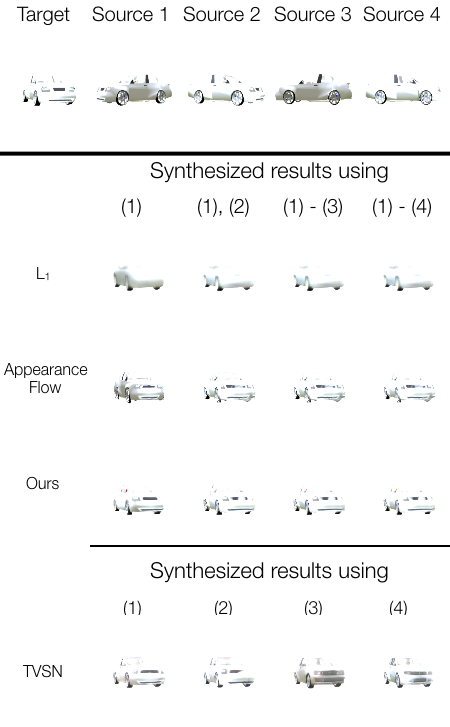 Target Source 1 Source 2 Source 3 Source 4
Synthesized results using
(1) (1), (2) (1) - (3) (1) - (4)
L₁
Appearance
Flow
Ours
Synthesized results using
(1) (2) (3) (4)
TVSN